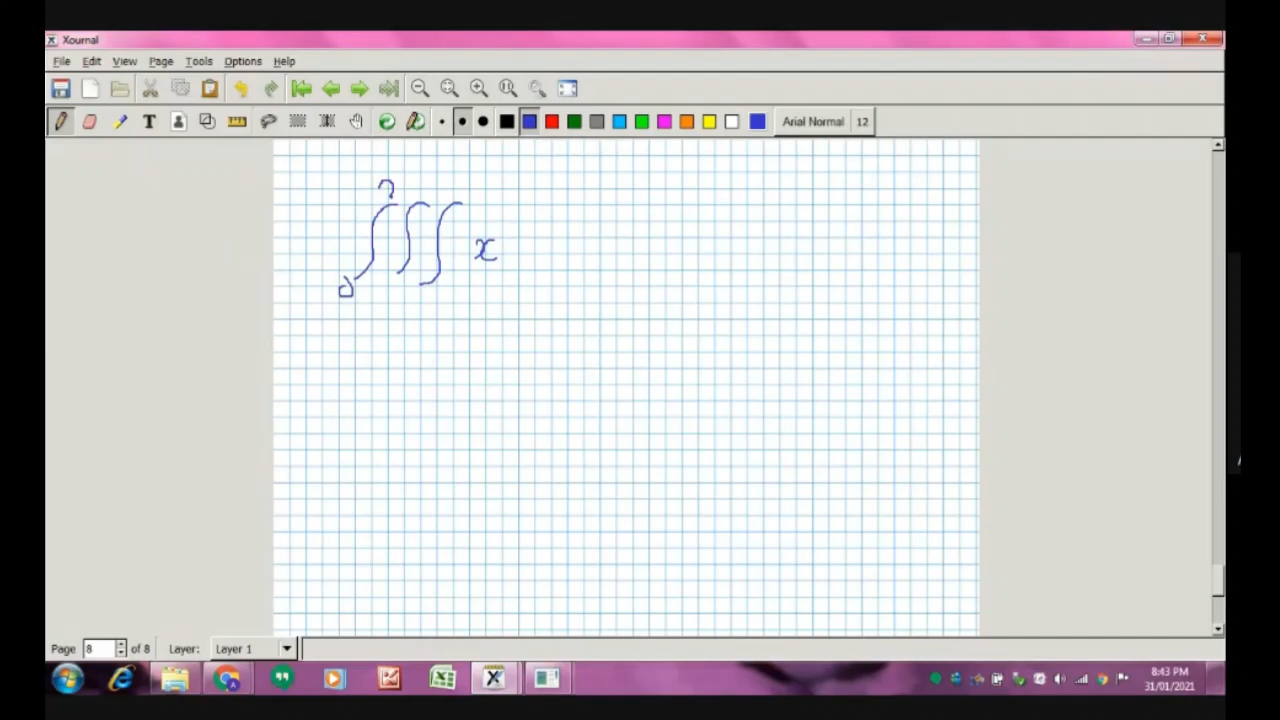 Xournal
File Edit View Page Tools Options Help
T Arial Normal 12
∫∫∫ x
0
Page 8 of 8 Layer: Layer 1
8:43 PM
31/01/2021